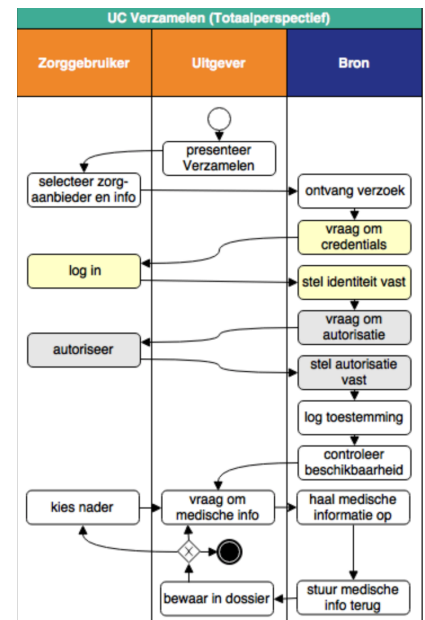 UC Verzamelen (Totaalperspectief)
Zorggebruiker
Uitgever
Bron
presenteer
Verzamelen
selecteer zorg-
aanbieder en info
ontvang verzoek
vraag om
credentials
log in
stel identiteit vast
vraag om
autorisatie
autoriseer
stel autorisatie
vast
log toestemming
controleer
beschikbaarheid
kies nader
vraag om
medische info
haal medische
informatie op
X
bewaar in dossier
stuur medische
info terug